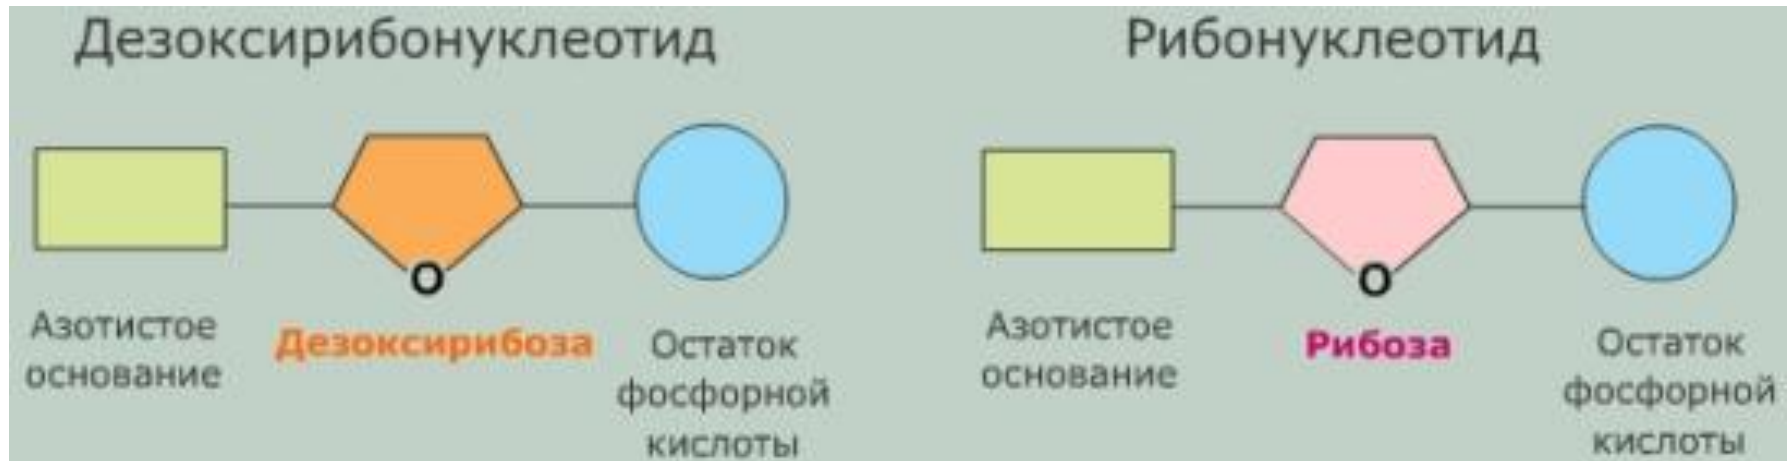 Дезоксирибонуклеотид
О
Азотистое
основание
Дезоксирибоза
Остаток
фосфорной
кислоты
Рибонуклеотид
О
Азотистое
основание
Рибоза
Остаток
фосфорной
кислоты